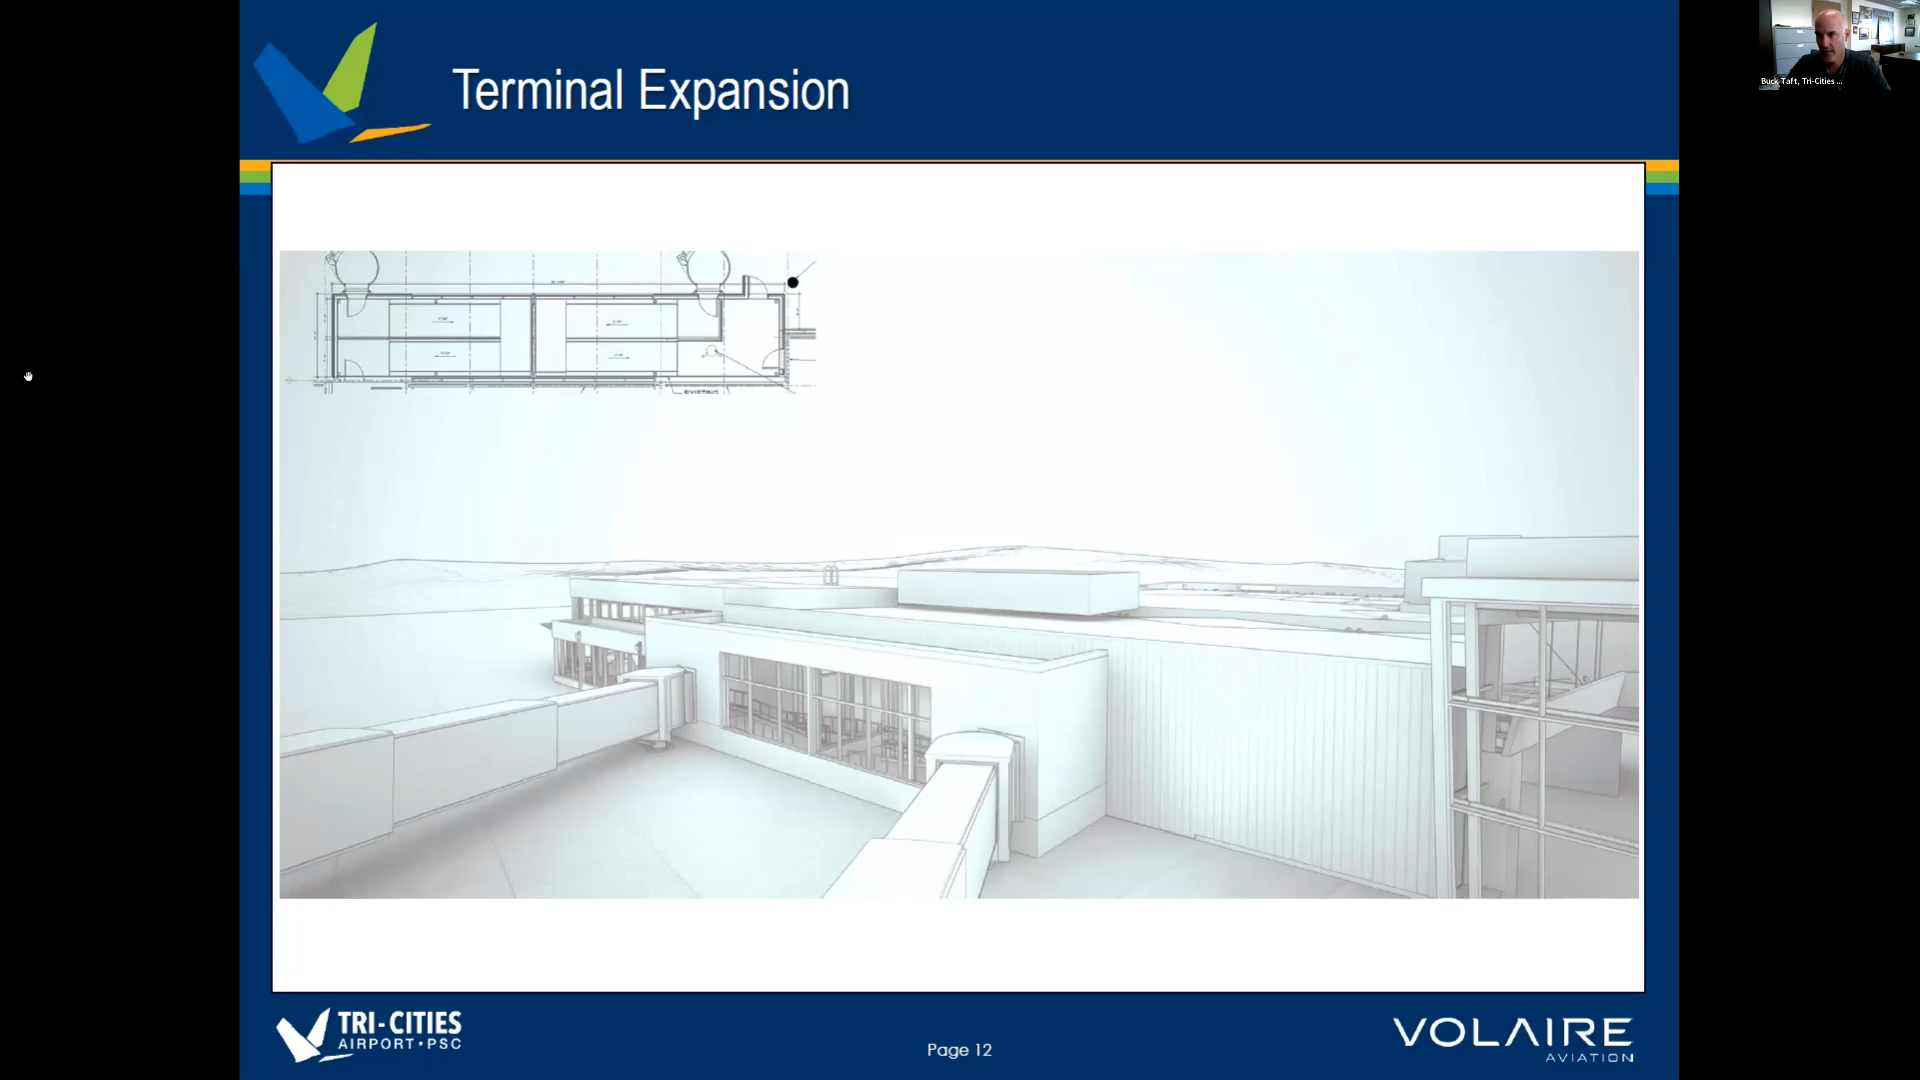 Terminal Expansion
Buck Taft, Tri-Cities ...
EXISTING
TRI-CITIES
AIRPORT•PSC
Page 12
VOLAIRE
AVIATION